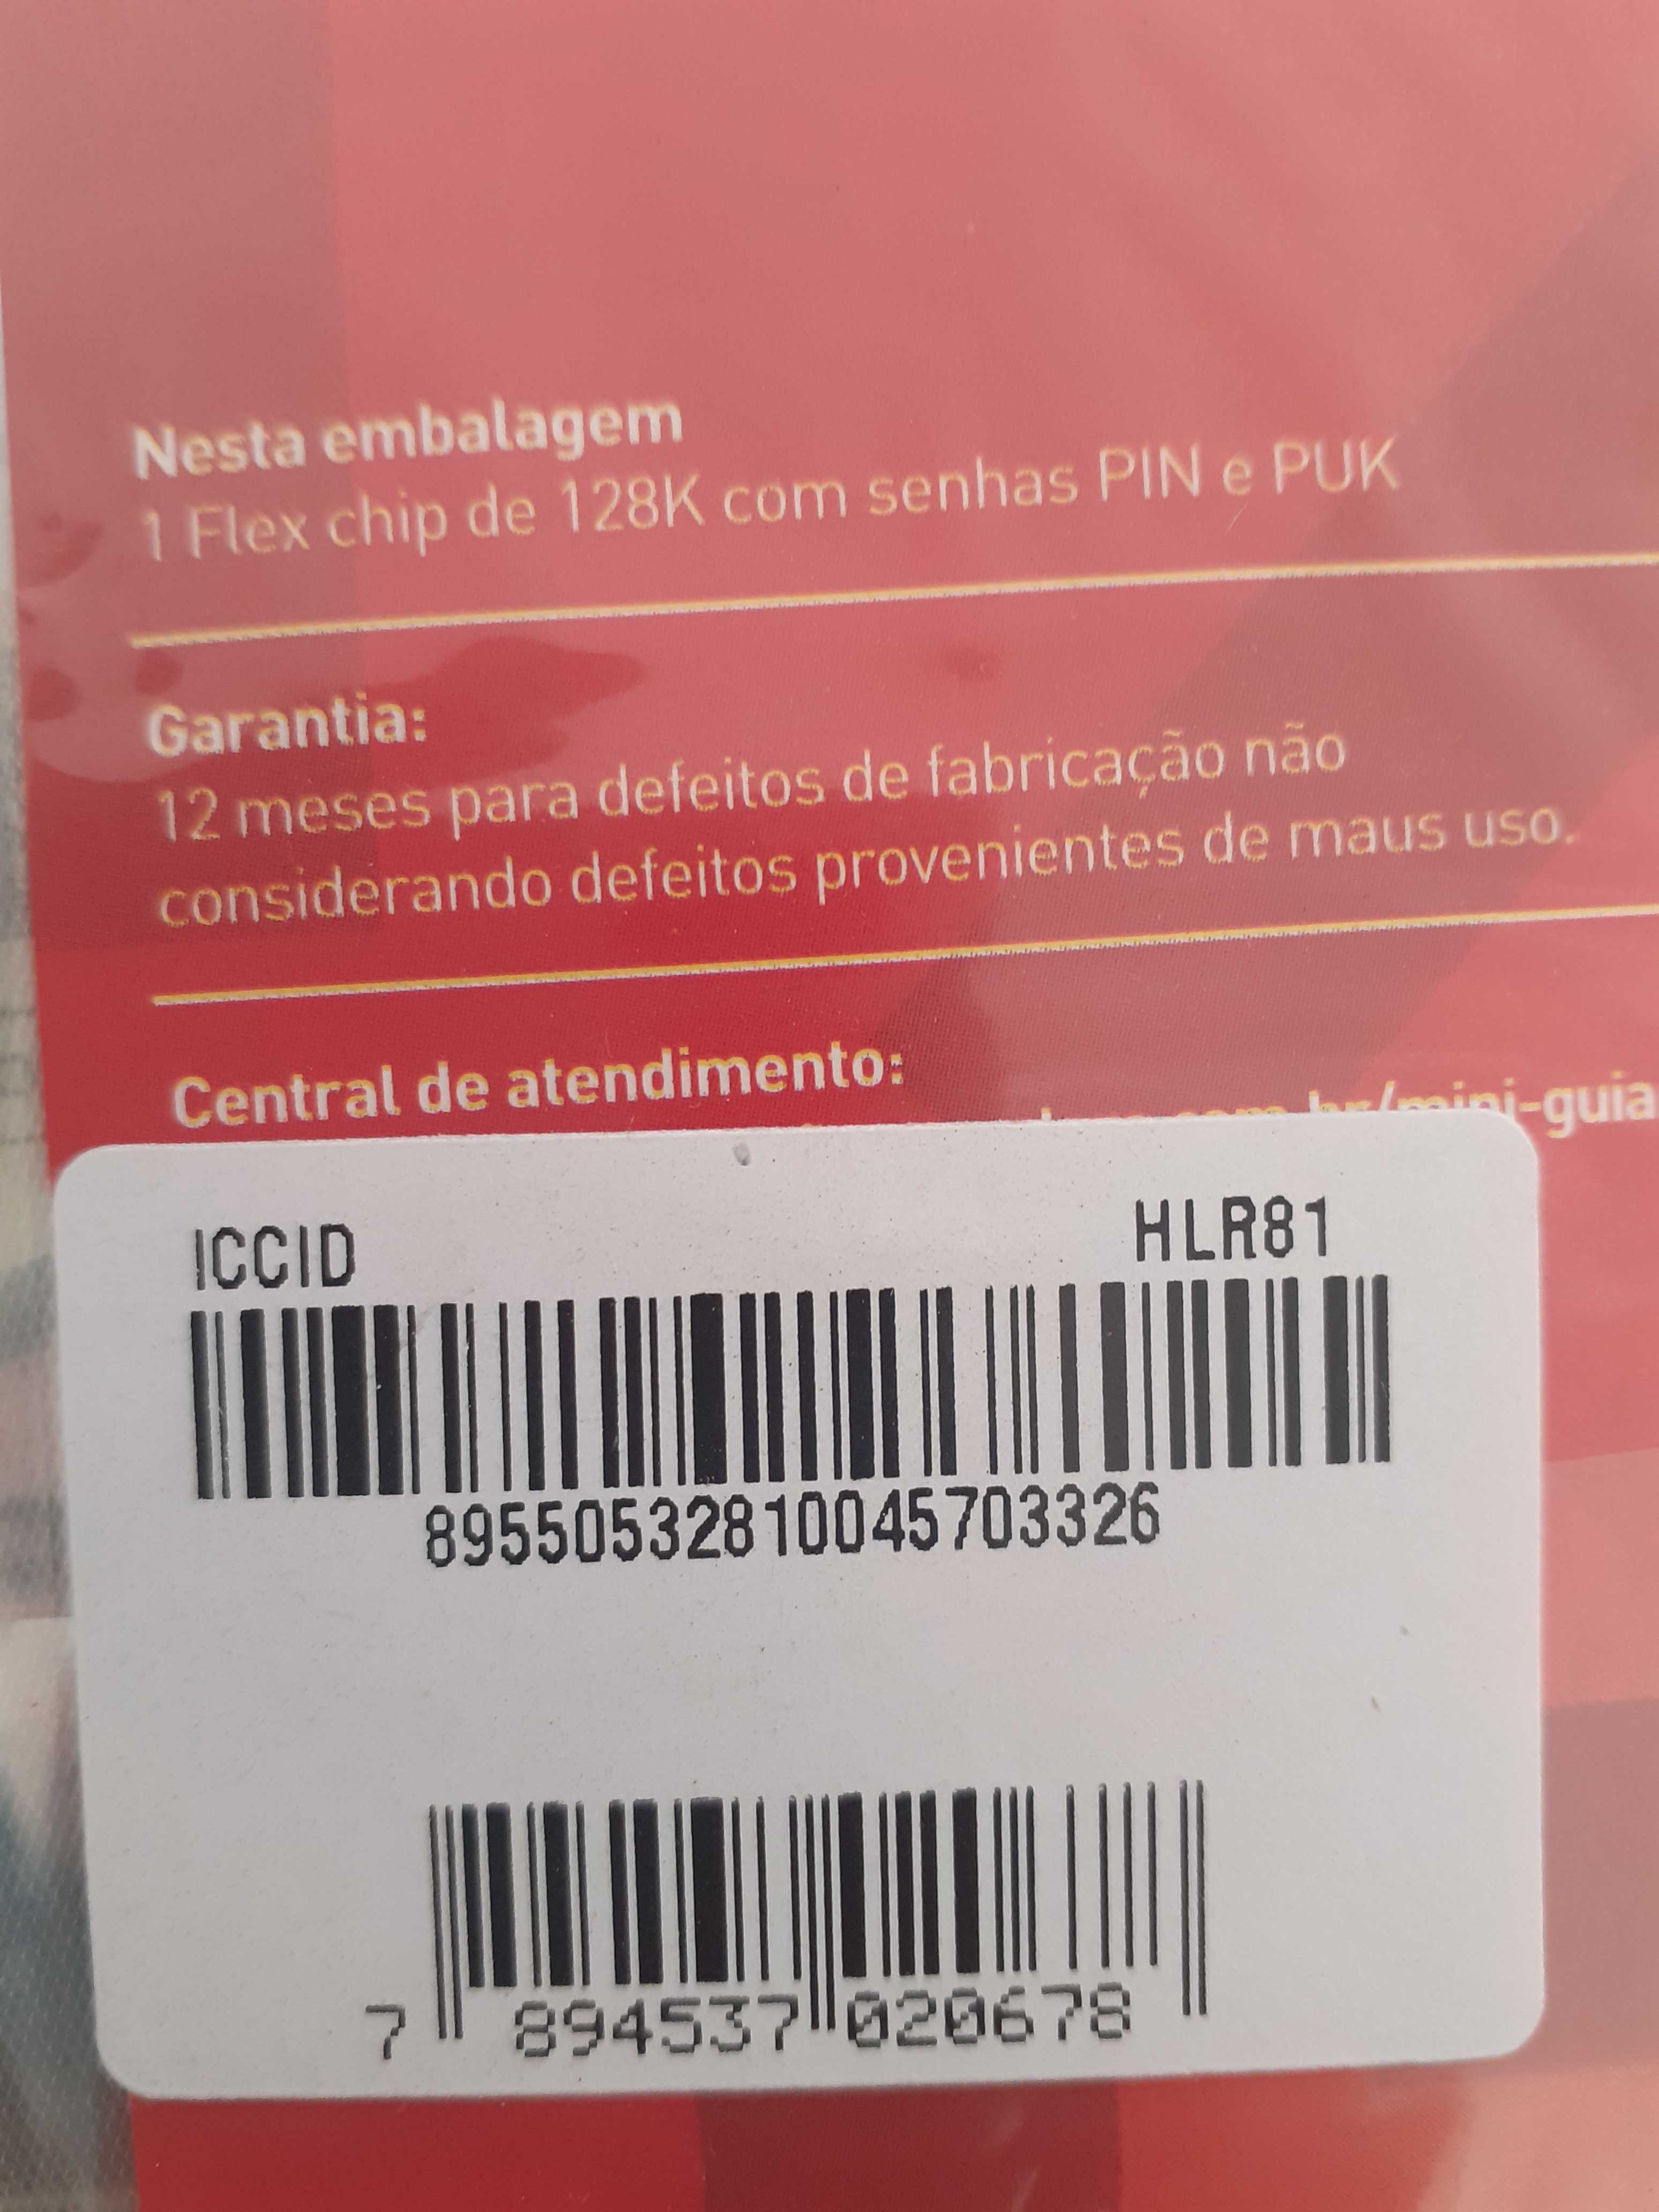 Nesta embalagem
1 Flex chip de 128K com senhas PIN e PUK
Garantia:
12 meses para defeitos de fabricação não
considerando defeitos provenientes de maus uso.
Central de atendimento:
ICCID HLR81
89550532810045703326
7 894537 020678